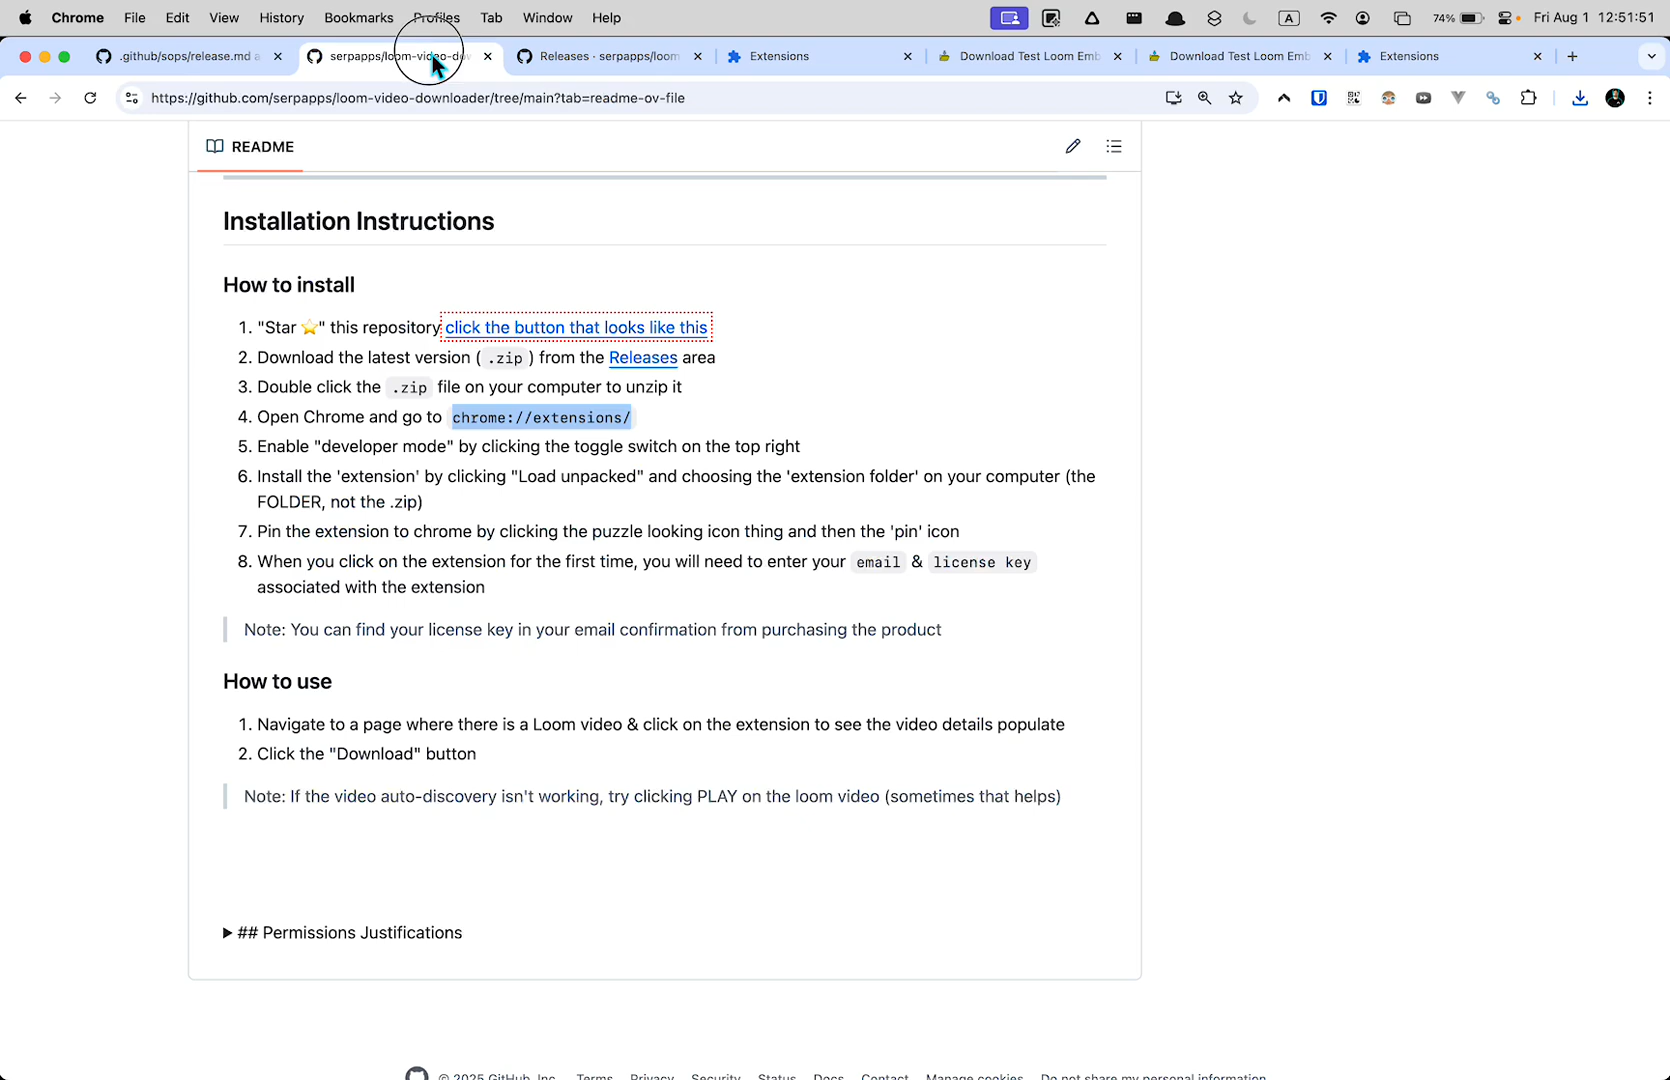 Chrome File Edit View History Bookmarks Profiles Tab Window Help A 74% Fri Aug 1 12:51:51
.github/sops/release.md a serpapps/loom-video-do Releases · serpapps/loom Extensions Download Test Loom Emb Download Test Loom Emb Extensions
https://github.com/serpapps/loom-video-downloader/tree/main?tab=readme-ov-file
README
Installation Instructions
How to install
1. "Star ⭐" this repository click the button that looks like this
2. Download the latest version ( .zip ) from the Releases area
3. Double click the .zip file on your computer to unzip it
4. Open Chrome and go to chrome://extensions/
5. Enable "developer mode" by clicking the toggle switch on the top right
6. Install the 'extension' by clicking "Load unpacked" and choosing the 'extension folder' on your computer (the
FOLDER, not the .zip)
7. Pin the extension to chrome by clicking the puzzle looking icon thing and then the 'pin' icon
8. When you click on the extension for the first time, you will need to enter your email & license key
associated with the extension
Note: You can find your license key in your email confirmation from purchasing the product
How to use
1. Navigate to a page where there is a Loom video & click on the extension to see the video details populate
2. Click the "Download" button
Note: If the video auto-discovery isn't working, try clicking PLAY on the loom video (sometimes that helps)
## Permissions Justifications
© 2025 GitHub, Inc. Terms Privacy Security Status Docs Contact Manage cookies Do not share my personal information